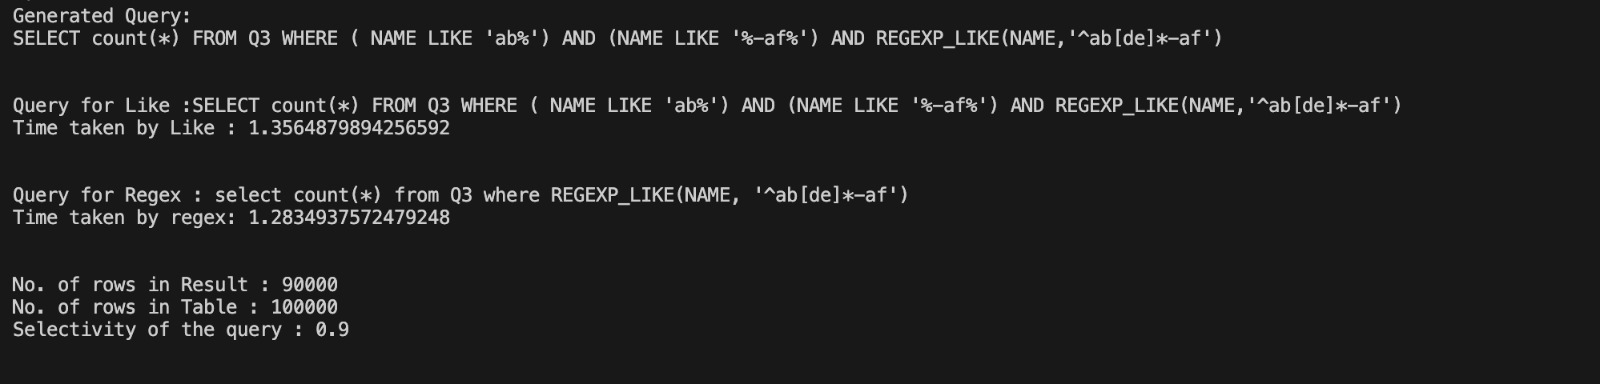 Generated Query:
SELECT count(*) FROM Q3 WHERE ( NAME LIKE 'ab%') AND (NAME LIKE '%-af%') AND REGEXP_LIKE(NAME,'^ab[de]*-af')
Query for Like :SELECT count(*) FROM Q3 WHERE ( NAME LIKE 'ab%') AND (NAME LIKE '%-af%') AND REGEXP_LIKE(NAME,'^ab[de]*-af')
Time taken by Like : 1.3564879894256592
Query for Regex : select count(*) from Q3 where REGEXP_LIKE(NAME, '^ab[de]*-af')
Time taken by regex: 1.2834937572479248
No. of rows in Result : 90000
No. of rows in Table : 100000
Selectivity of the query : 0.9